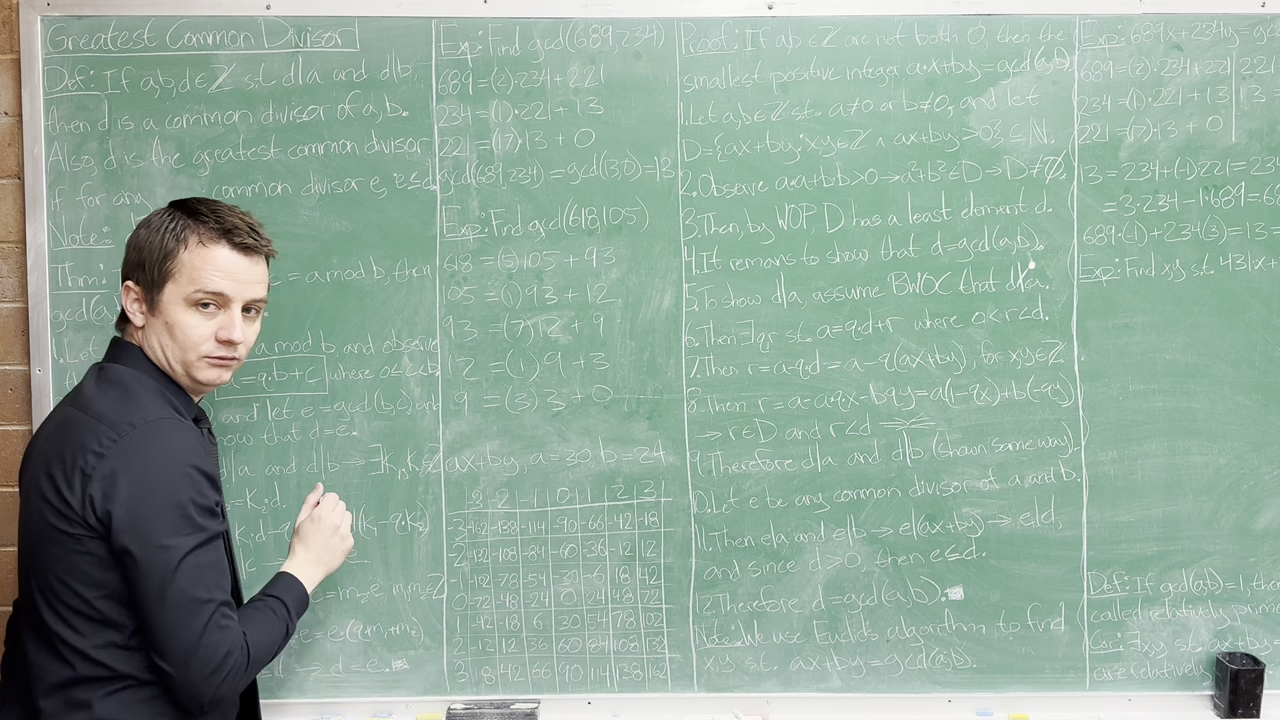 Greatest Common Divisor
Def: If a,b,d∈ℤ s.t. d|a and d|b,
then d is a common divisor of a,b.
Also, d is the greatest common divisor
if for any common divisor e, e≤d.
Note:
Thm: = a mod b, then
gcd(a,
1. Let a mod b, and observe
= q·b+c, where 0≤c<b.
and let e = gcd(b,c), and
show that d=e.
d|a and d|b → ∃k₁,k₂∈ℤ
=k₂d.
k₁d-q (k₁-q·k₂)
=m₂e m₁,m₂∈ℤ
e=e(q·m₁+m₂)
→ d=e.
Exp: Find gcd(689,234)
689=(2)·234+221
234=(1)·221+13
221=(17)·13+0
gcd(689,234)=gcd(13,0)=13
Exp: Find gcd(618,105)
618=(5)105+93
105=(1)93+12
93=(7)12+9
12=(1)9+3
9=(3)3+0
ax+by, a=30, b=24
-3 -2 -1 0 1 2 3
-3 -162 -138 -114 -90 -66 -42 -18
-2 -132 -108 -84 -60 -36 -12 12
-1 -102 -78 -54 -30 -6 18 42
0 -72 -48 -24 0 24 48 72
1 -42 -18 6 30 54 78 102
2 -12 12 36 60 84 108 132
3 18 42 66 90 114 138 162
Proof: If a,b∈ℤ are not both 0, then the
smallest positive integer a·x+by=gcd(a,b)
1. Let a,b∈ℤ s.t. a≠0 or b≠0, and let
D={ax+by: x,y∈ℤ ∧ ax+by>0}⊆ℕ.
2. Observe a·a+b·b>0→a²+b²∈D→D≠∅.
3. Then, by WOP, D has a least element d.
4. It remains to show that d=gcd(a,b).
5. To show d|a, assume BWOC that d∤a.
6. Then ∃q,r s.t. a=q·d+r where 0<r<d.
7. Then r=a-q·d=a-q(ax+by), for x,y∈ℤ
8. Then r=a-a·q·x-bqy=a(1-qx)+b(-qy)
→ r∈D and r<d
9. Therefore d|a and d|b (shown same way).
10. Let e be any common divisor of a and b.
11. Then e|a and e|b → e|(ax+by) → e|d,
and since d>0, then e≤d.
12. Therefore d=gcd(a,b).
Note: We use Euclid's algorithm to find
x,y s.t. ax+by=gcd(a,b).
Exp: 689x+234y=gcd
689=(2)·234+221 221
234=(1)·221+13 13=
221=(17)·13+0
13=234+(-1)221=23
=3·234-1·689=68
689·(-1)+234(3)=13=
Exp: Find x,y s.t. 431x+
Def: If gcd(a,b)=1, the
called relatively prim
Cor: ∃x,y s.t. ax+by=
are relatively